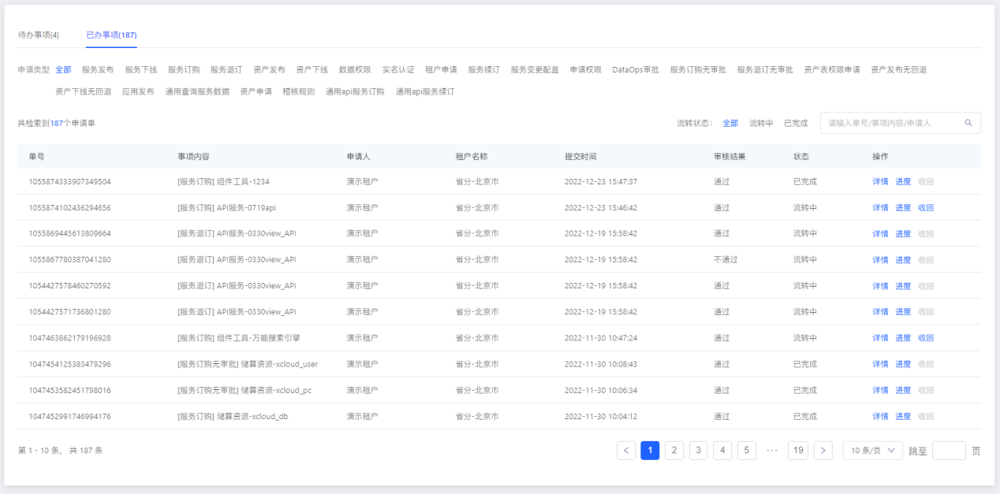 待办事项(4) 已办事项(187)
申请类型 全部 服务发布 服务下线 服务订购 服务退订 资产发布 资产下线 数据权限 实名认证 租户申请 服务续订 服务变更配置 申请权限 DataOps审批 服务订购无审批 服务退订无审批 资产表权限申请 资产发布无回退
资产下线无回退 应用发布 通用查询服务数据 资产申请 稽核规则 通用api服务订购 通用api服务续订
共检索到187个申请单 流转状态： 全部 流转中 已完成 请输入单号/事项内容/申请人
单号 事项内容 申请人 租户名称 提交时间 审核结果 状态 操作
1055874333907349504 [服务订购] 组件工具-1234 演示租户 省分-北京市 2022-12-23 15:47:37 通过 已完成 详情 进度 收回
1055874102436294656 [服务订购] API服务-0719api 演示租户 省分-北京市 2022-12-23 15:46:42 通过 流转中 详情 进度 收回
1055869445613809664 [服务退订] API服务-0330view_API 演示租户 省分-北京市 2022-12-19 15:58:42 通过 流转中 详情 进度 收回
1055867780387041280 [服务退订] API服务-0330view_API 演示租户 省分-北京市 2022-12-19 15:58:42 不通过 流转中 详情 进度 收回
1054427578460270592 [服务退订] API服务-0330view_API 演示租户 省分-北京市 2022-12-19 15:58:42 通过 流转中 详情 进度 收回
1054427571736801280 [服务退订] API服务-0330view_API 演示租户 省分-北京市 2022-12-19 15:58:42 通过 流转中 详情 进度 收回
1047463862179196928 [服务订购] 组件工具-万能搜索引擎 演示租户 省分-北京市 2022-11-30 10:47:24 通过 流转中 详情 进度 收回
1047454125383479296 [服务订购无审批] 储算资源-xcloud_user 演示租户 省分-北京市 2022-11-30 10:08:43 通过 已完成 详情 进度 收回
1047453582451798016 [服务订购无审批] 储算资源-xcloud_pc 演示租户 省分-北京市 2022-11-30 10:06:34 通过 已完成 详情 进度 收回
1047452991746994176 [服务订购] 储算资源-xcloud_db 演示租户 省分-北京市 2022-11-30 10:04:12 通过 已完成 详情 进度 收回
第 1 - 10 条， 共 187 条 < 1 2 3 4 5 ··· 19 > 10 条/页 跳至 页